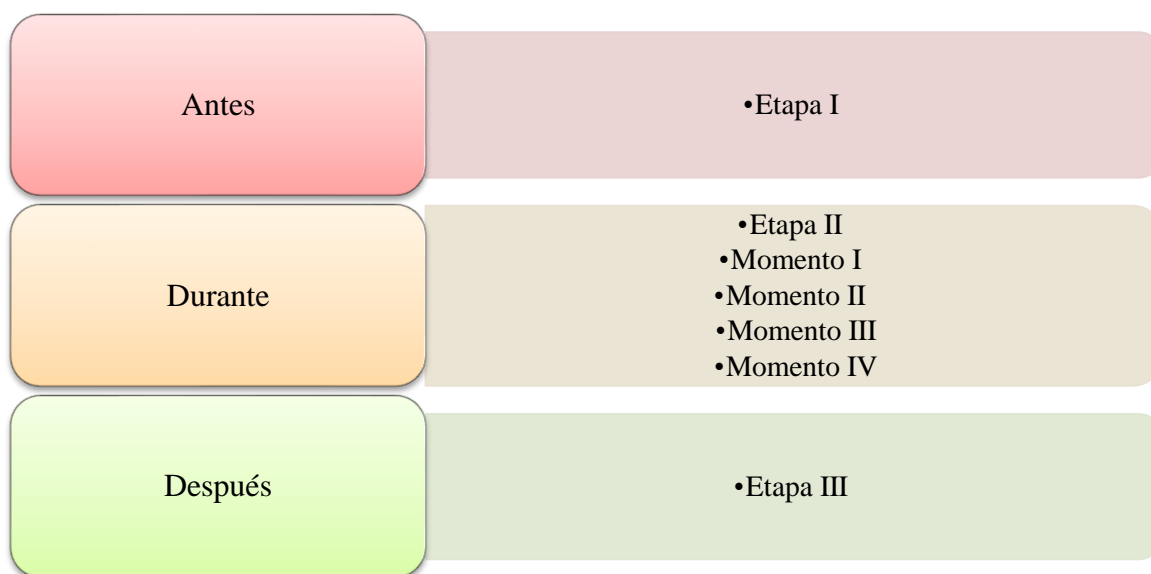 Antes
•Etapa I
Durante
•Etapa II
•Momento I
•Momento II
•Momento III
•Momento IV
Después
•Etapa III